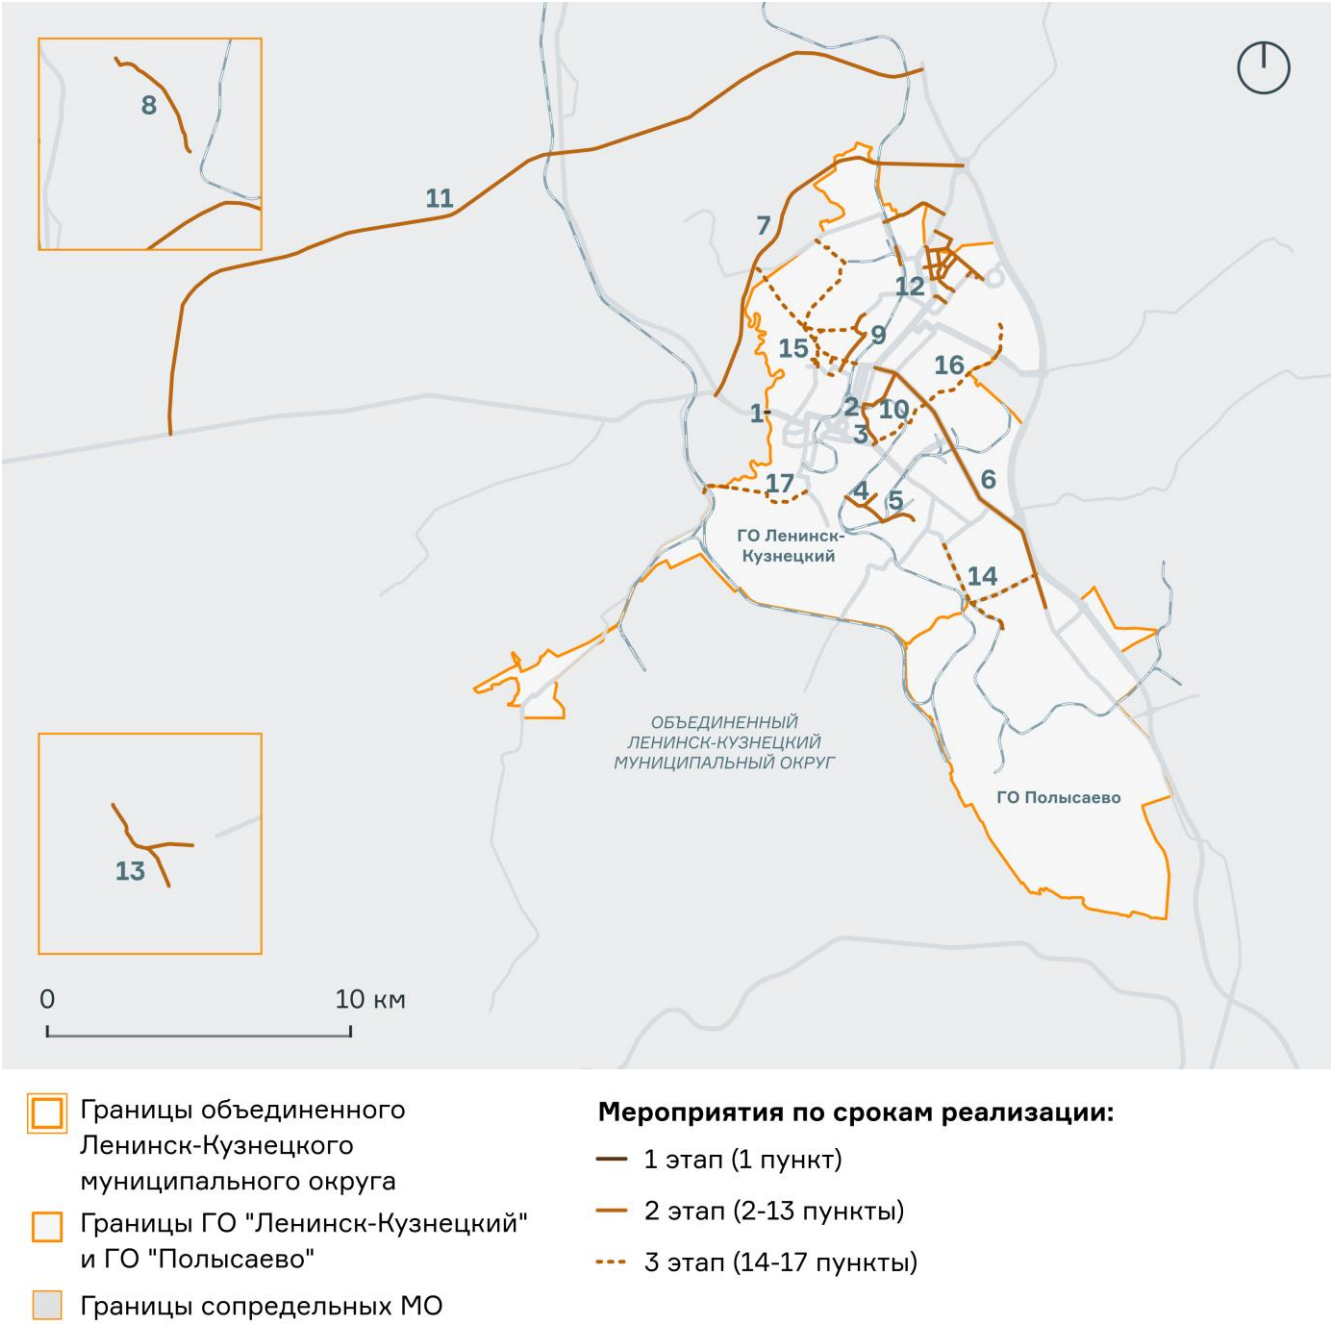 8
11
7
12
9
15
16
1
2
10
3
17
4
5
6
ГО Ленинск-
Кузнецкий
14
ОБЪЕДИНЕННЫЙ
ЛЕНИНСК-КУЗНЕЦКИЙ
МУНИЦИПАЛЬНЫЙ ОКРУГ
ГО Полысаево
13
0
10 км
Границы объединенного
Ленинск-Кузнецкого
муниципального округа
Границы ГО "Ленинск-Кузнецкий"
и ГО "Полысаево"
Границы сопредельных МО
Мероприятия по срокам реализации:
1 этап (1 пункт)
2 этап (2-13 пункты)
3 этап (14-17 пункты)